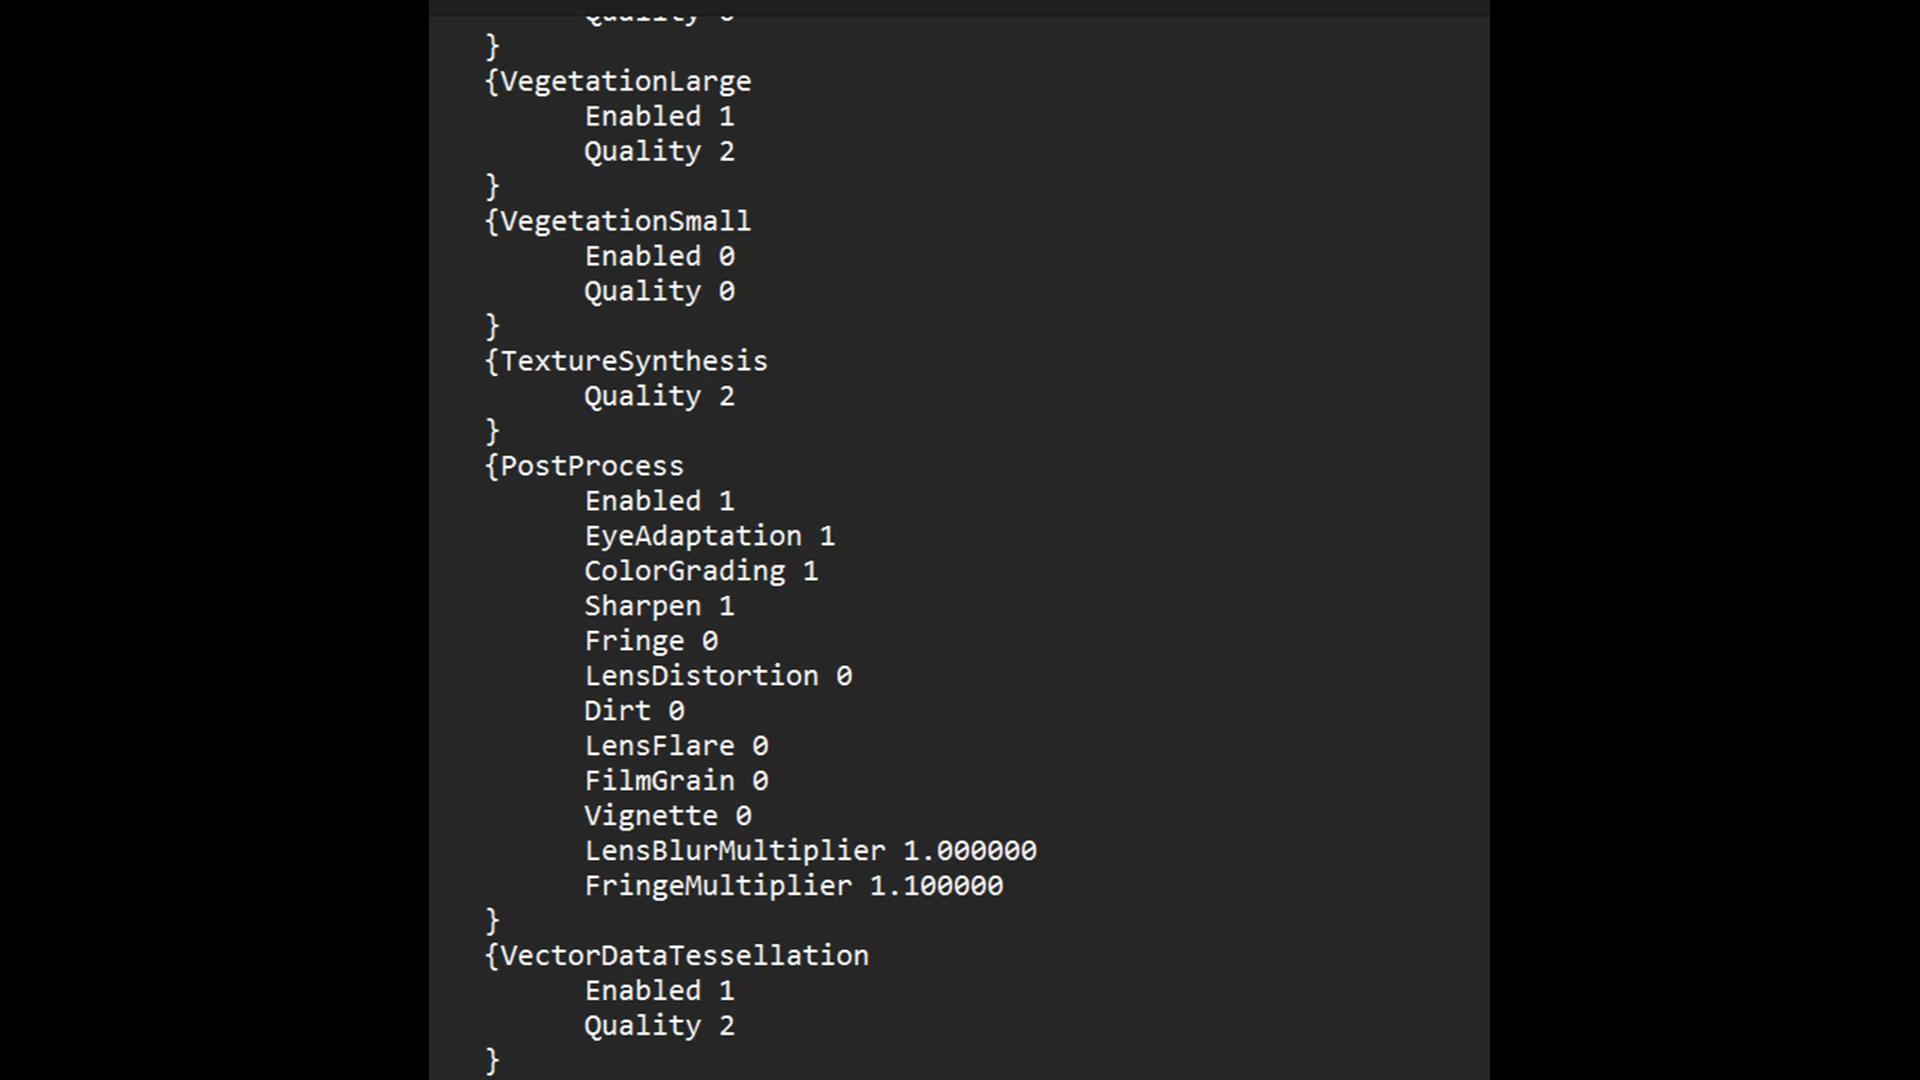 }
{VegetationLarge
Enabled 1
Quality 2
}
{VegetationSmall
Enabled 0
Quality 0
}
{TextureSynthesis
Quality 2
}
{PostProcess
Enabled 1
EyeAdaptation 1
ColorGrading 1
Sharpen 1
Fringe 0
LensDistortion 0
Dirt 0
LensFlare 0
FilmGrain 0
Vignette 0
LensBlurMultiplier 1.000000
FringeMultiplier 1.100000
}
{VectorDataTessellation
Enabled 1
Quality 2
}